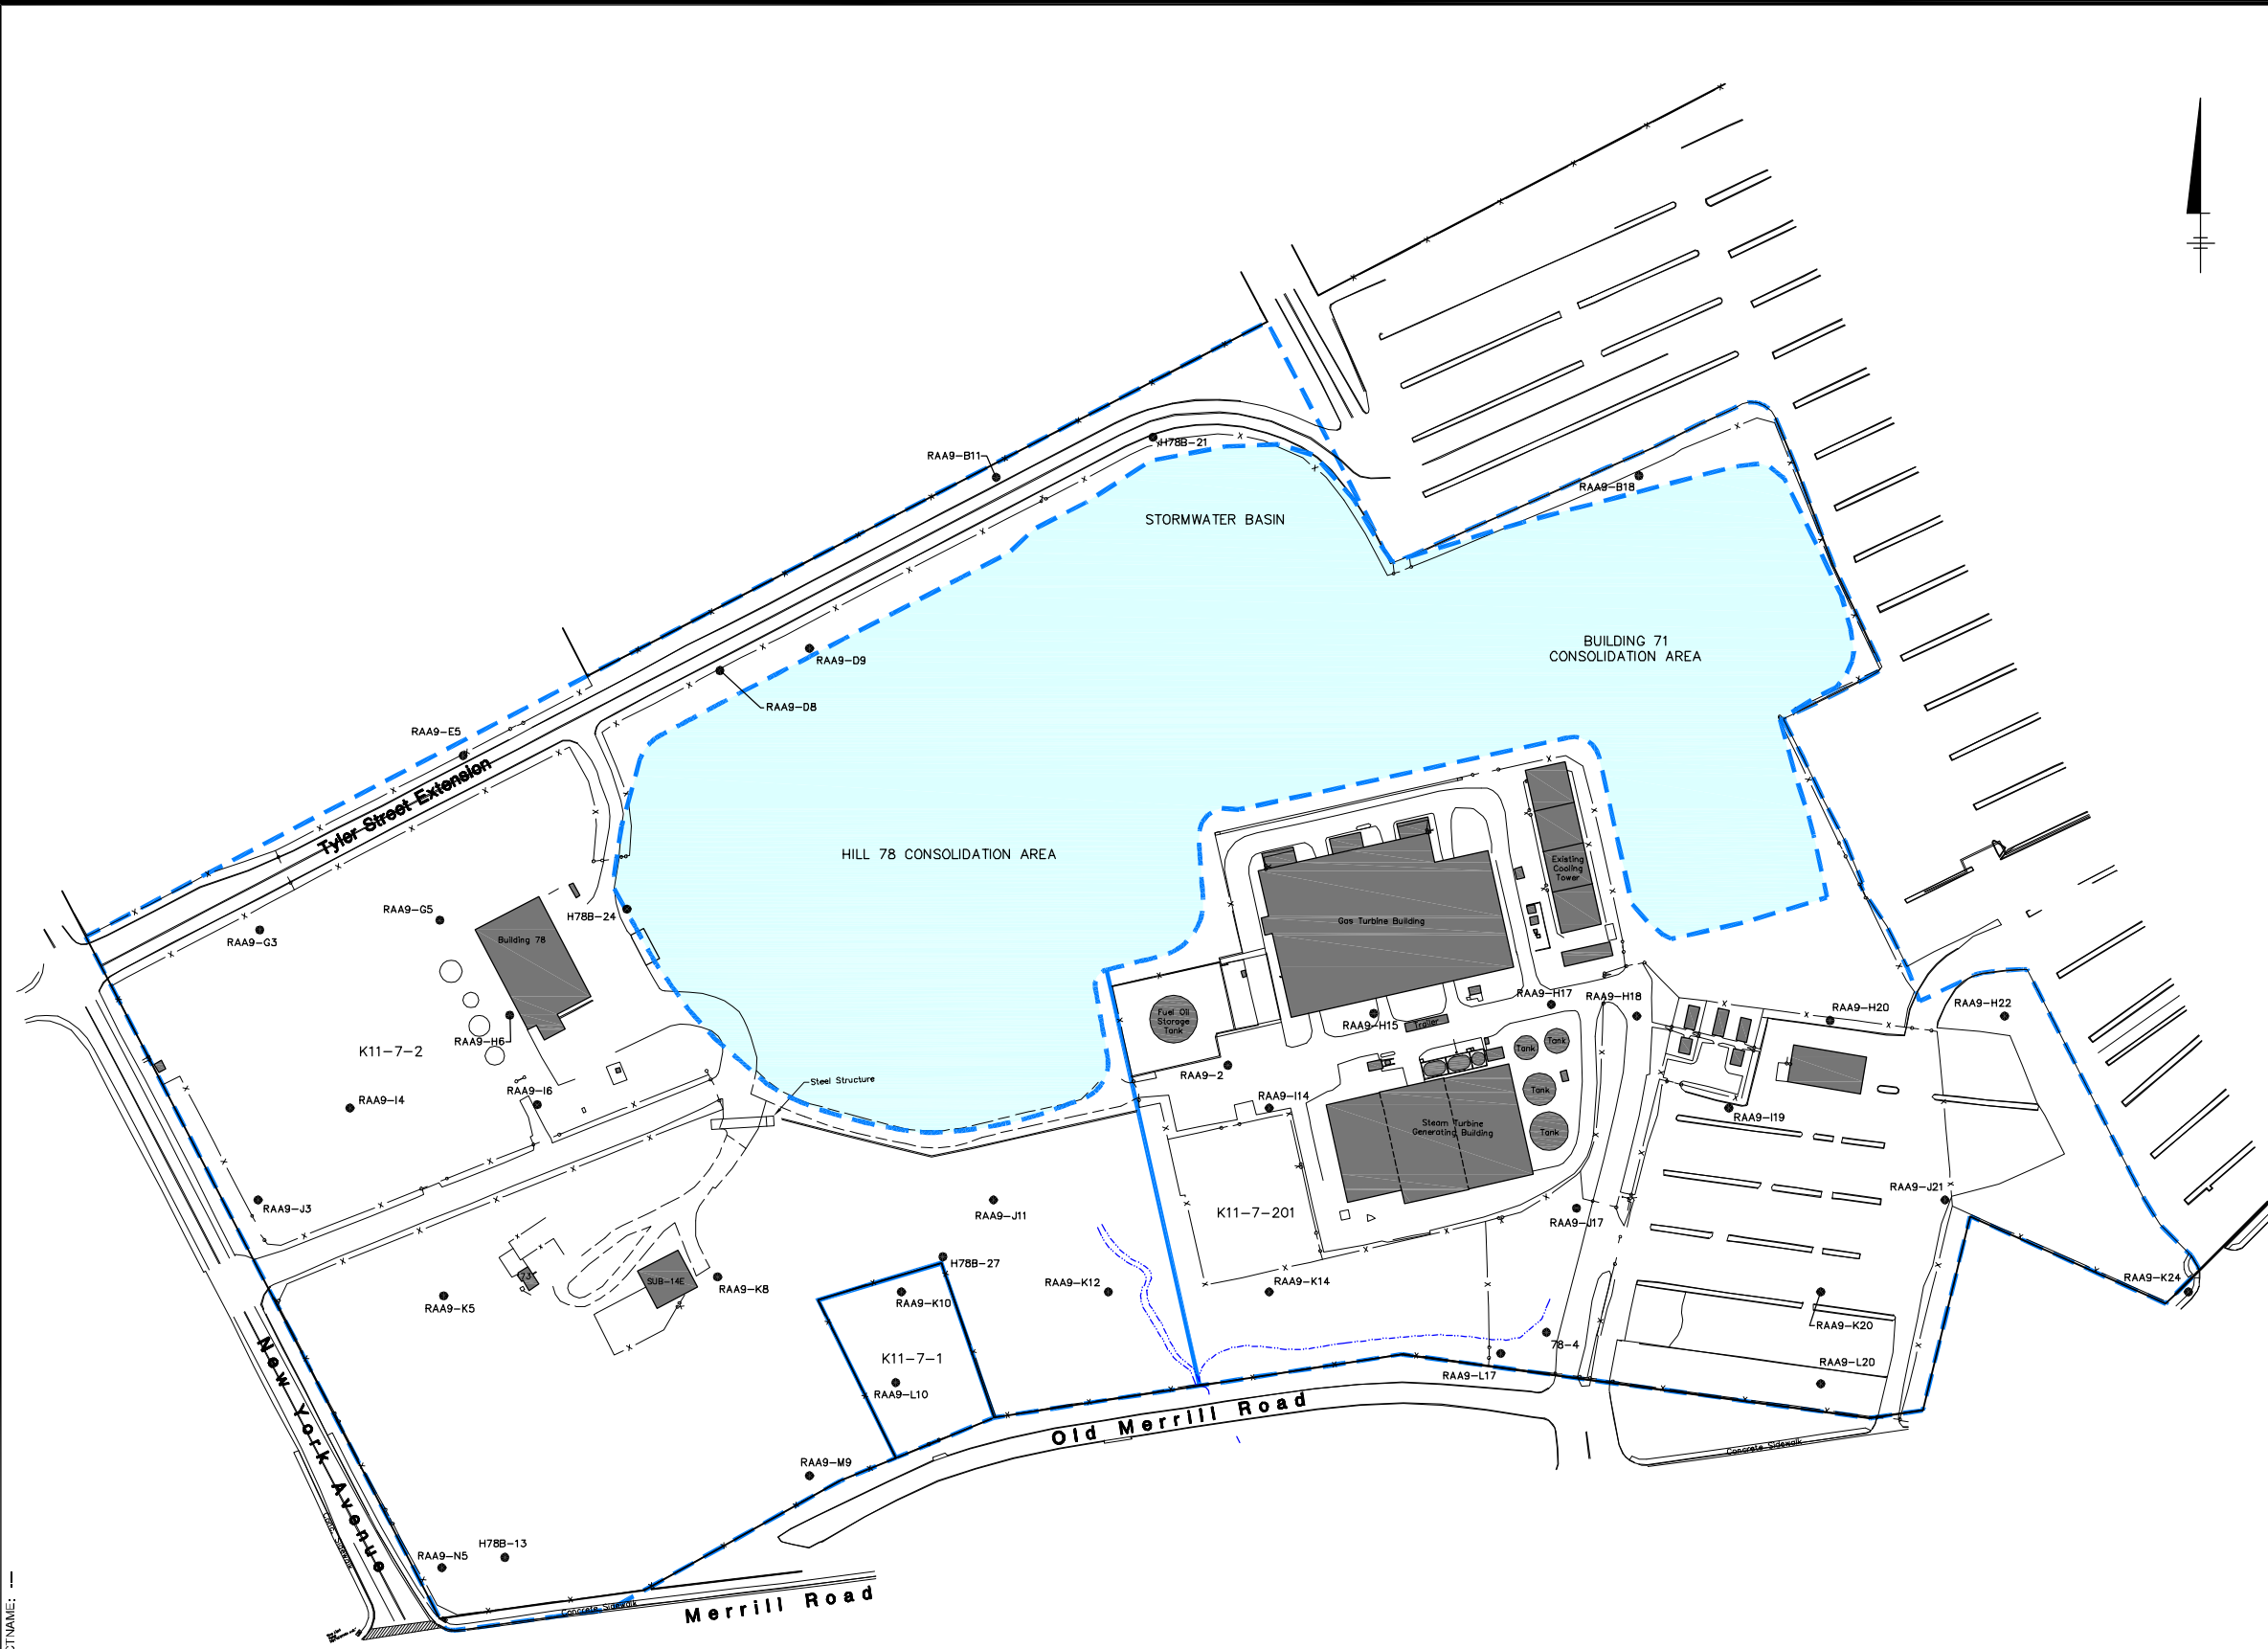 H78B-21
RAA9-B11
RAA9-B18
STORMWATER BASIN
BUILDING 71
CONSOLIDATION AREA
RAA9-D9
RAA9-D8
RAA9-E5
Tyler Street Extension
HILL 78 CONSOLIDATION AREA
Existing
Cooling
Tower
RAA9-G5
H78B-24
Gas Turbine Building
RAA9-G3
Building 78
RAA9-H17
RAA9-H18
RAA9-H20
RAA9-H22
Fuel Oil
Storage
Tank
RAA9-H15
Trailer
RAA9-H6
K11-7-2
Tank
Tank
RAA9-2
Steel Structure
RAA9-I6
RAA9-I4
RAA9-I14
Tank
RAA9-I19
Steam Turbine
Generating Building
Tank
RAA9-J21
RAA9-J3
RAA9-J11
K11-7-201
RAA9-J17
H78B-27
73
SUB-14E
RAA9-K8
RAA9-K12
RAA9-K14
RAA9-K24
RAA9-K5
RAA9-K10
RAA9-K20
78-4
K11-7-1
RAA9-L20
RAA9-L17
RAA9-L10
New York Avenue
Old Merrill Road
Concrete Sidewalk
RAA9-M9
Conc. Sidewalk
H78B-13
RAA9-N5
Concrete Sidewalk
Merrill Road
CTNAME: ---